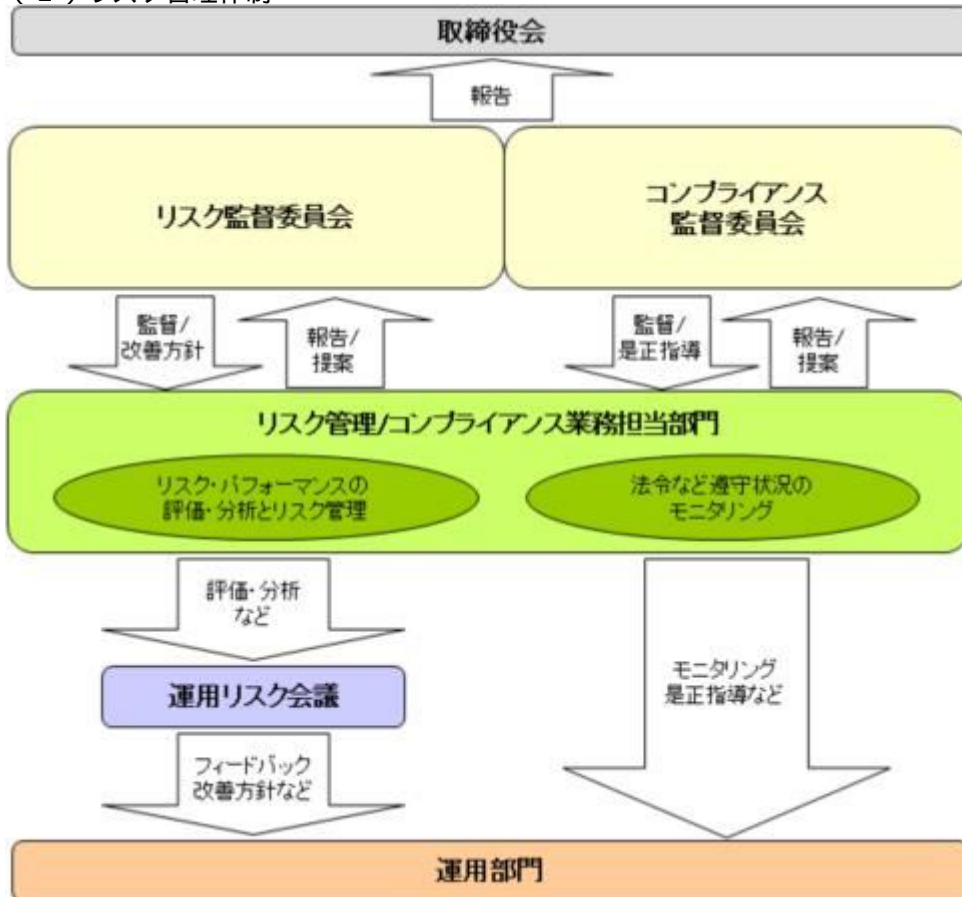 取締役会
報告
リスク監督委員会
コンプライアンス
監督委員会
監督/
改善方針
報告/
提案
監督/
是正指導
報告/
提案
リスク管理/コンプライアンス業務担当部門
リスク・パフォーマンスの
評価・分析とリスク管理
法令など遵守状況の
モニタリング
評価・分析
など
運用リスク会議
モニタリング
是正指導など
フィードバック
改善方針など
運用部門